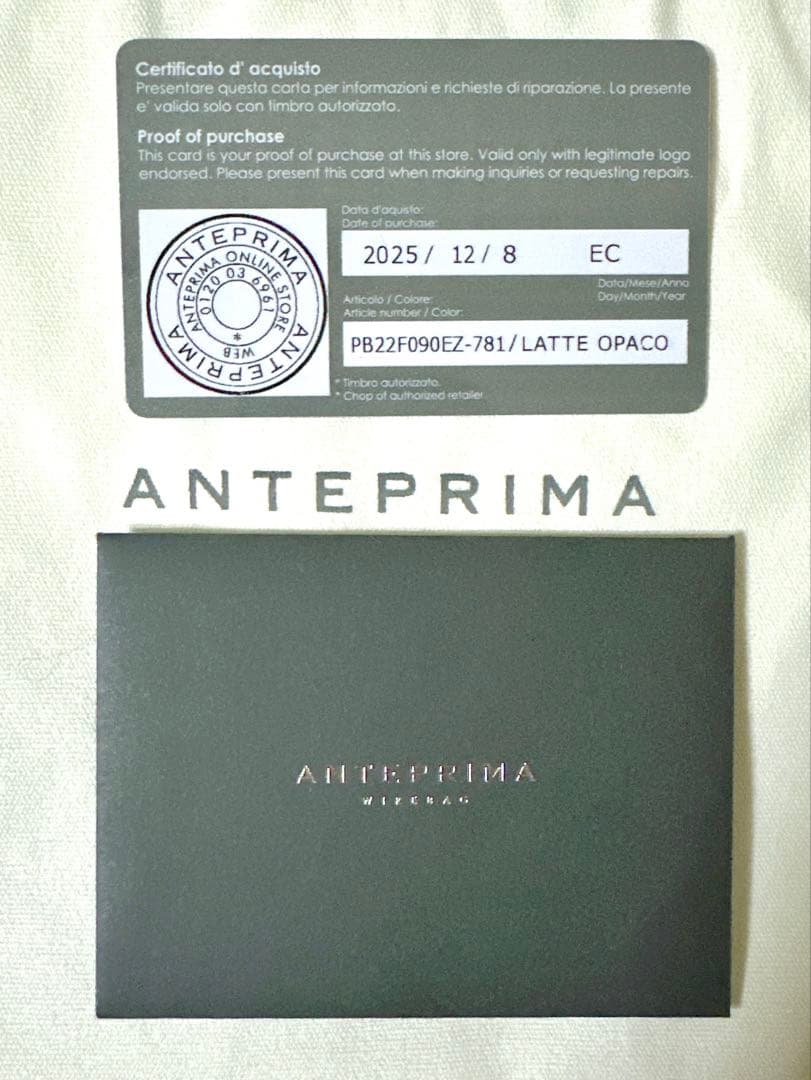 Certificato d' acquisto
Presentare questa carta per informazioni e richieste di riparazione. La presente
e' valida solo con timbro autorizzato.
Proof of purchase
This card is your proof of purchase at this store. Valid only with legitimate logo
endorsed. Please present this card when making inquiries or requesting repairs.
ANTEPRIMA
ANTEPRIMA ONLINE STORE
0120 03 6961
*
WEB
ANTEPRIMA
Data d'aquisto:
Date of purchase:
2025/ 12/ 8 EC
Data/Mese/Anno
Day/Month/Year
Articolo / Colore:
Article number / Color:
PB22F090EZ-781/LATTE OPACO
* Timbro autorizzato.
* Chop of authorized retailer
ANTEPRIMA
ANTEPRIMA
WIREBAG